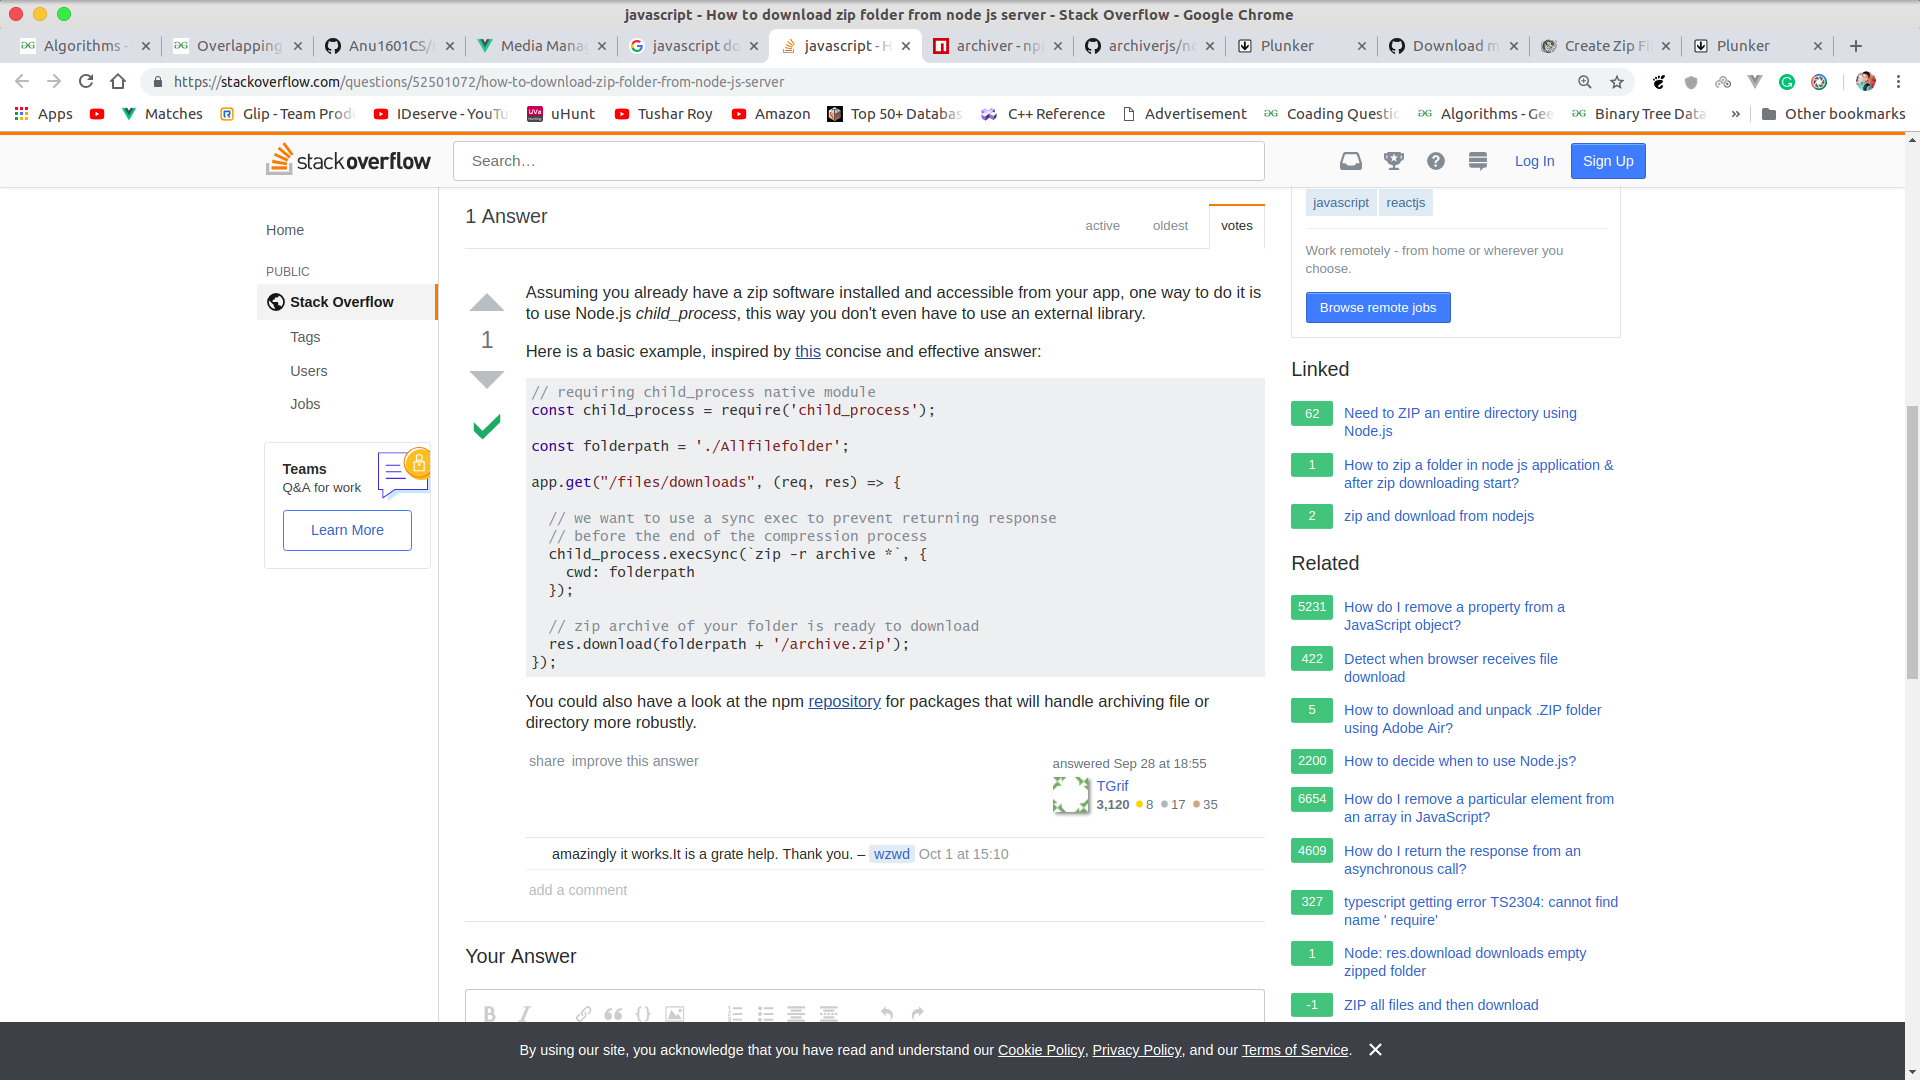 javascript - How to download zip folder from node js server - Stack Overflow - Google Chrome
Algorithms -
Overlapping
Anu1601CS/
Media Mana
javascript do
javascript - H
archiver - npm
archiverjs/no
Plunker
Download m
Create Zip Fi
Plunker
https://stackoverflow.com/questions/52501072/how-to-download-zip-folder-from-node-js-server
Apps
Matches
Glip - Team Prod
IDeserve - YouTu
uHunt
Tushar Roy
Amazon
Top 50+ Databas
C++ Reference
Advertisement
Coading Questic
Algorithms - Gee
Binary Tree Data
»
Other bookmarks
stackoverflow
Search…
Log In
Sign Up
Home
PUBLIC
Stack Overflow
Tags
Users
Jobs
Teams
Q&A for work
Learn More
1 Answer
active
oldest
votes
1
Assuming you already have a zip software installed and accessible from your app, one way to do it is
to use Node.js child_process, this way you don't even have to use an external library.
Here is a basic example, inspired by this concise and effective answer:
// requiring child_process native module
const child_process = require('child_process');
const folderpath = './Allfilefolder';
app.get("/files/downloads", (req, res) => {
// we want to use a sync exec to prevent returning response
// before the end of the compression process
child_process.execSync(`zip -r archive *`, {
cwd: folderpath
});
// zip archive of your folder is ready to download
res.download(folderpath + '/archive.zip');
});
You could also have a look at the npm repository for packages that will handle archiving file or
directory more robustly.
share improve this answer
answered Sep 28 at 18:55
TGrif
3,120 8 17 35
amazingly it works.It is a grate help. Thank you. – wzwd Oct 1 at 15:10
add a comment
Your Answer
B I
javascript reactjs
Work remotely - from home or wherever you
choose.
Browse remote jobs
Linked
62 Need to ZIP an entire directory using
Node.js
1 How to zip a folder in node js application &
after zip downloading start?
2 zip and download from nodejs
Related
5231 How do I remove a property from a
JavaScript object?
422 Detect when browser receives file
download
5 How to download and unpack .ZIP folder
using Adobe Air?
2200 How to decide when to use Node.js?
6654 How do I remove a particular element from
an array in JavaScript?
4609 How do I return the response from an
asynchronous call?
327 typescript getting error TS2304: cannot find
name ' require'
1 Node: res.download downloads empty
zipped folder
-1 ZIP all files and then download
By using our site, you acknowledge that you have read and understand our Cookie Policy, Privacy Policy, and our Terms of Service.